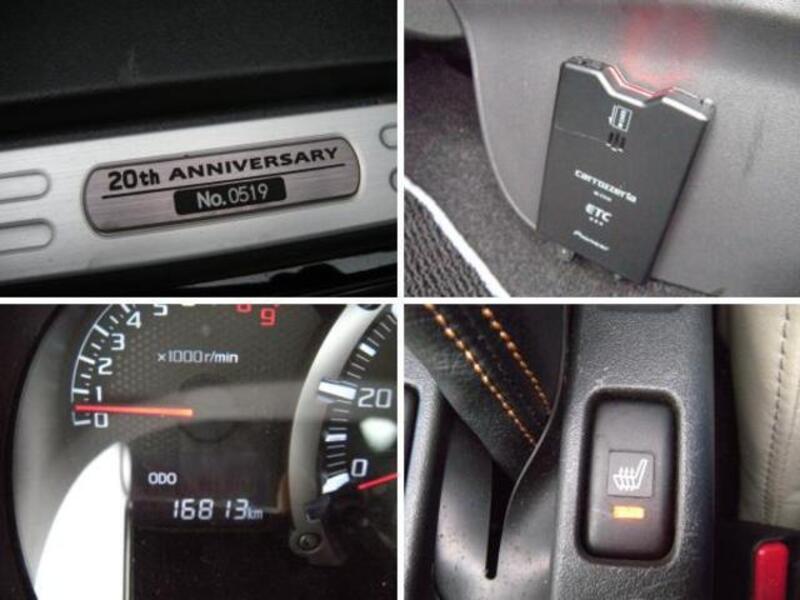 20th ANNIVERSARY
No.0519
carrozzeria
ETC
Pioneer
5
4
3
2
1
0
8
9
×1000r/min
20
0
ODO
16813km